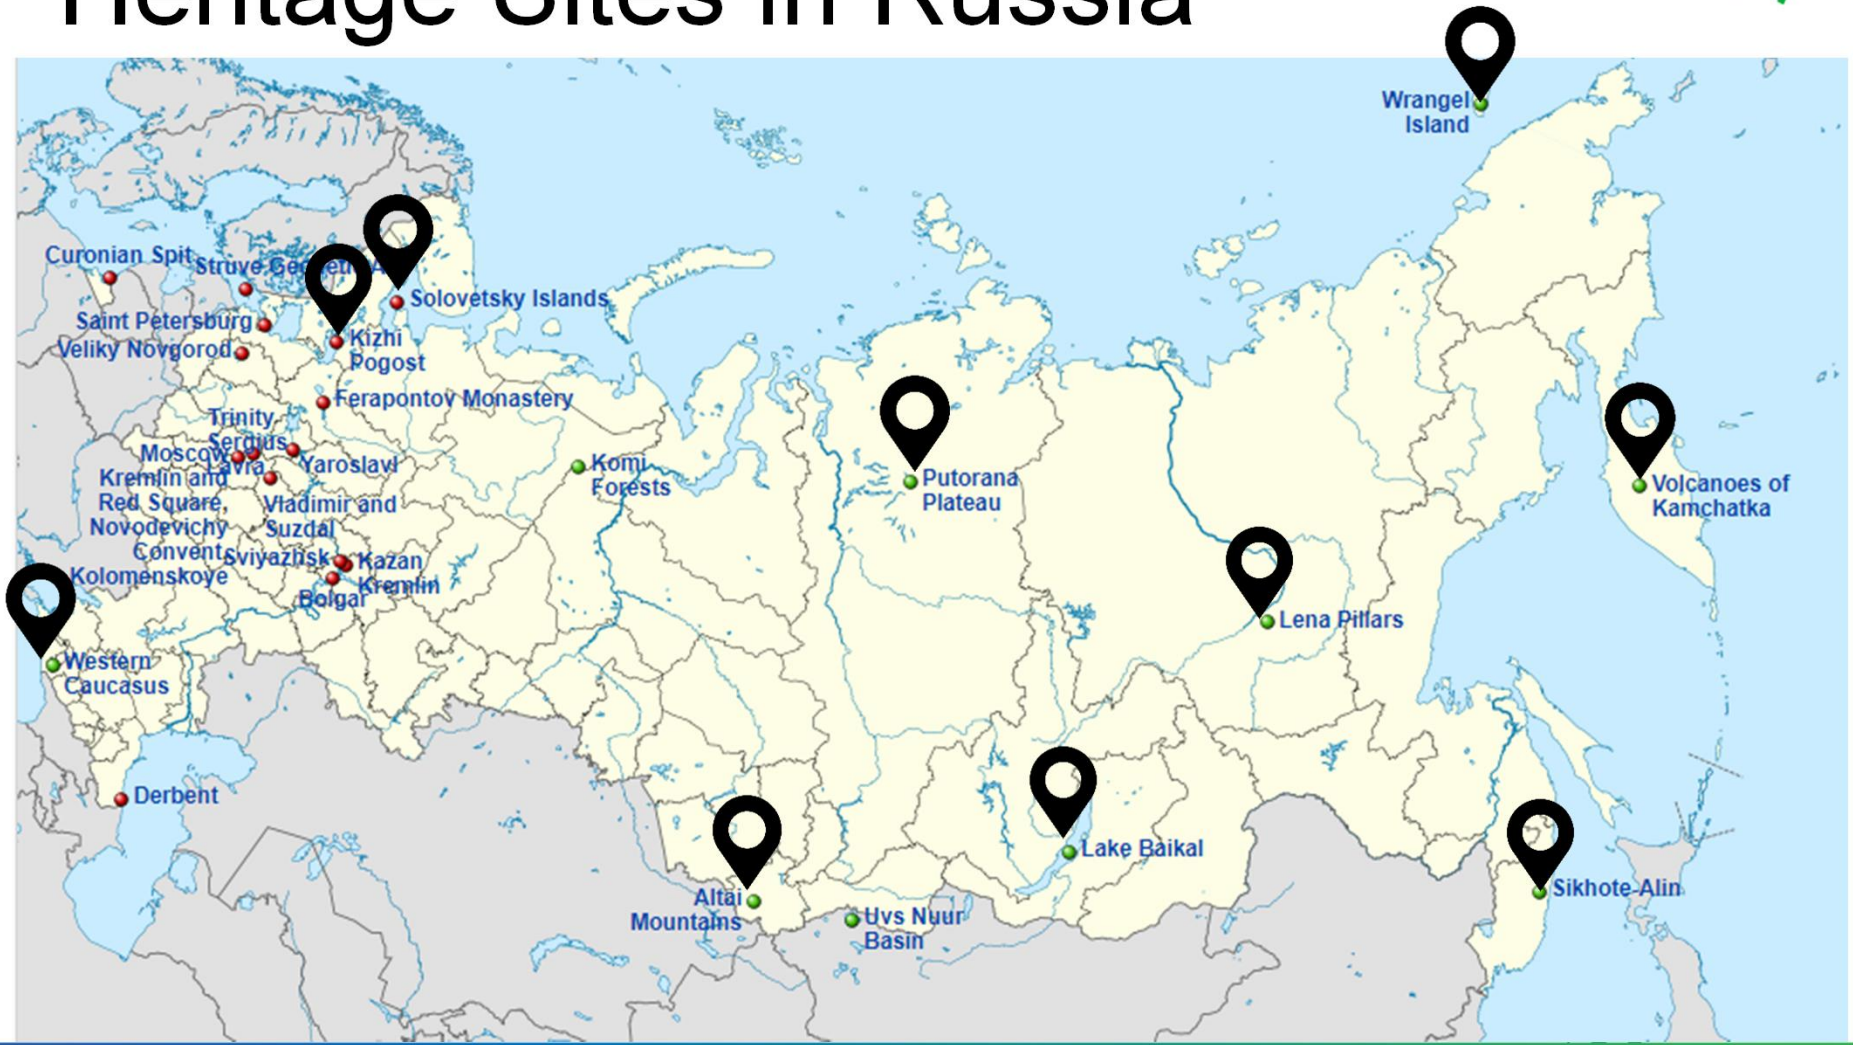 Heritage Sites in Russia
Wrangel
Island
Curonian Spit
Struve Geodetic A
Solovetsky Islands
Saint Petersburg
Kizhi
Pogost
Veliky Novgorod
Ferapontov Monastery
Trinity
Sergius
Lavra
Moscow
Kremlin and
Red Square,
Novodevichy
Convent,
Kolomenskoye
Yaroslavl
Vladimir and
Suzdal
Komi
Forests
Putorana
Plateau
Volcanoes of
Kamchatka
Sviyazhsk
Kazan
Kremlin
Bolgar
Lena Pillars
Western
Caucasus
Derbent
Lake Baikal
Altai
Mountains
Uvs Nuur
Basin
Sikhote-Alin